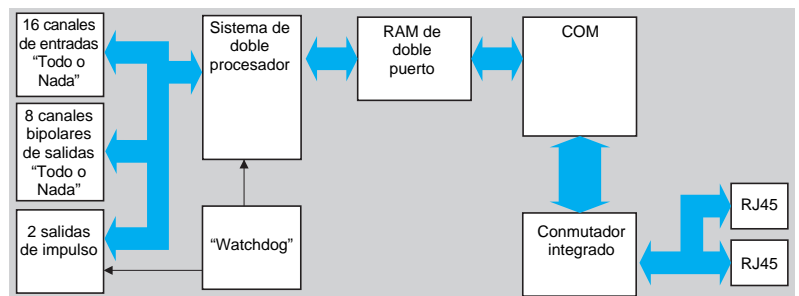 16 canales
de entradas
“Todo o
Nada”
Sistema de
doble
procesador
RAM de
doble
puerto
COM
8 canales
bipolares
de salidas
“Todo o
Nada”
2 salidas
de impulso
“Watchdog”
Conmutador
integrado
RJ45
RJ45